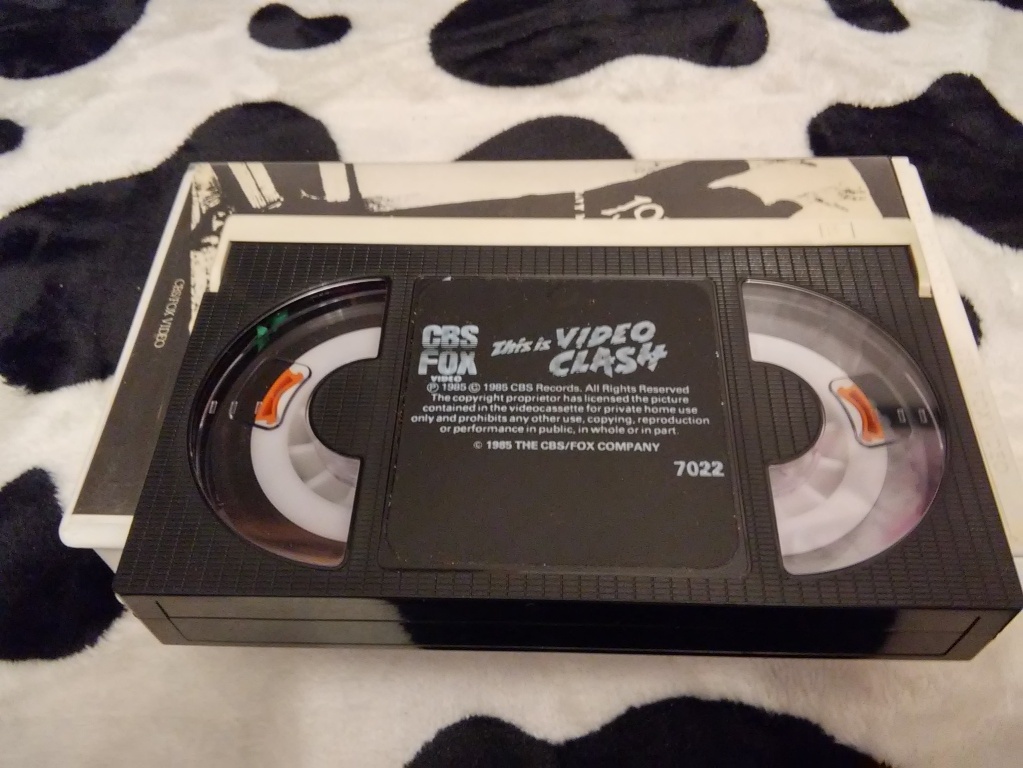 CBS/FOX VIDEO
CBS
FOX
VIDEO
This is VIDEO
CLASH
Ⓟ 1985 © 1985 CBS Records. All Rights Reserved
The copyright proprietor has licensed the picture
contained in the videocassette for private home use
only and prohibits any other use, copying, reproduction
or performance in public, in whole or in part.
© 1985 THE CBS/FOX COMPANY
7022